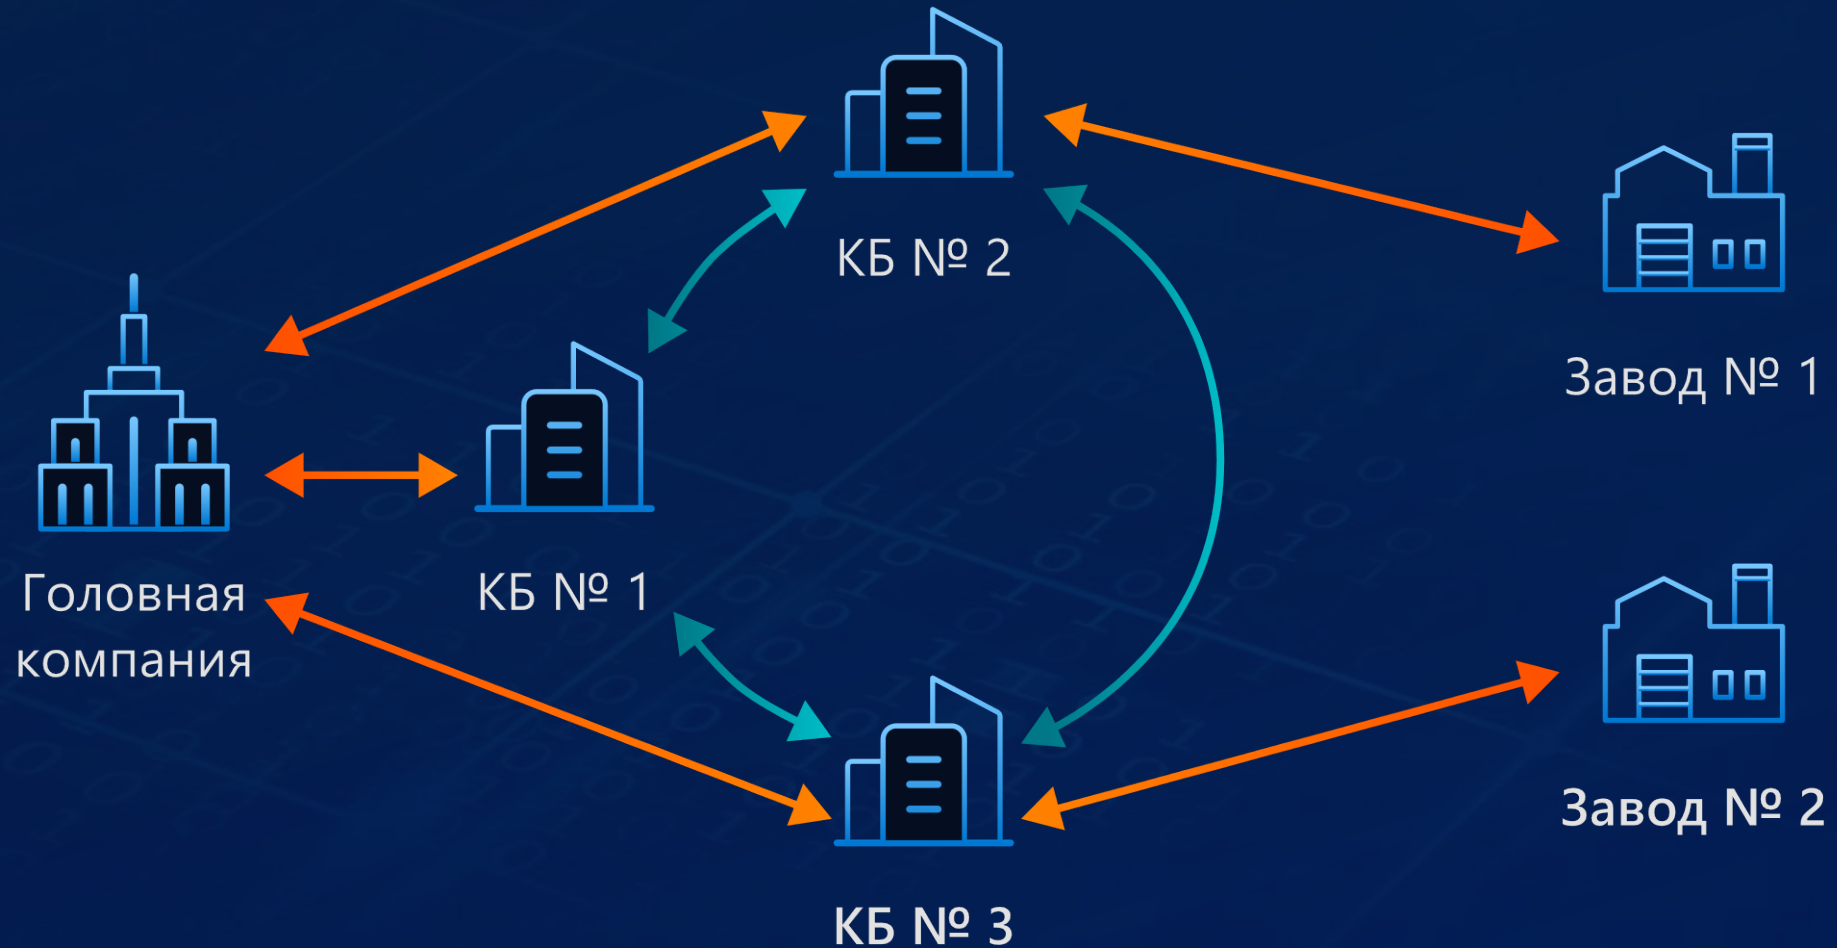 КБ № 2
Завод № 1
КБ № 1
Головная
компания
Завод № 2
КБ № 3